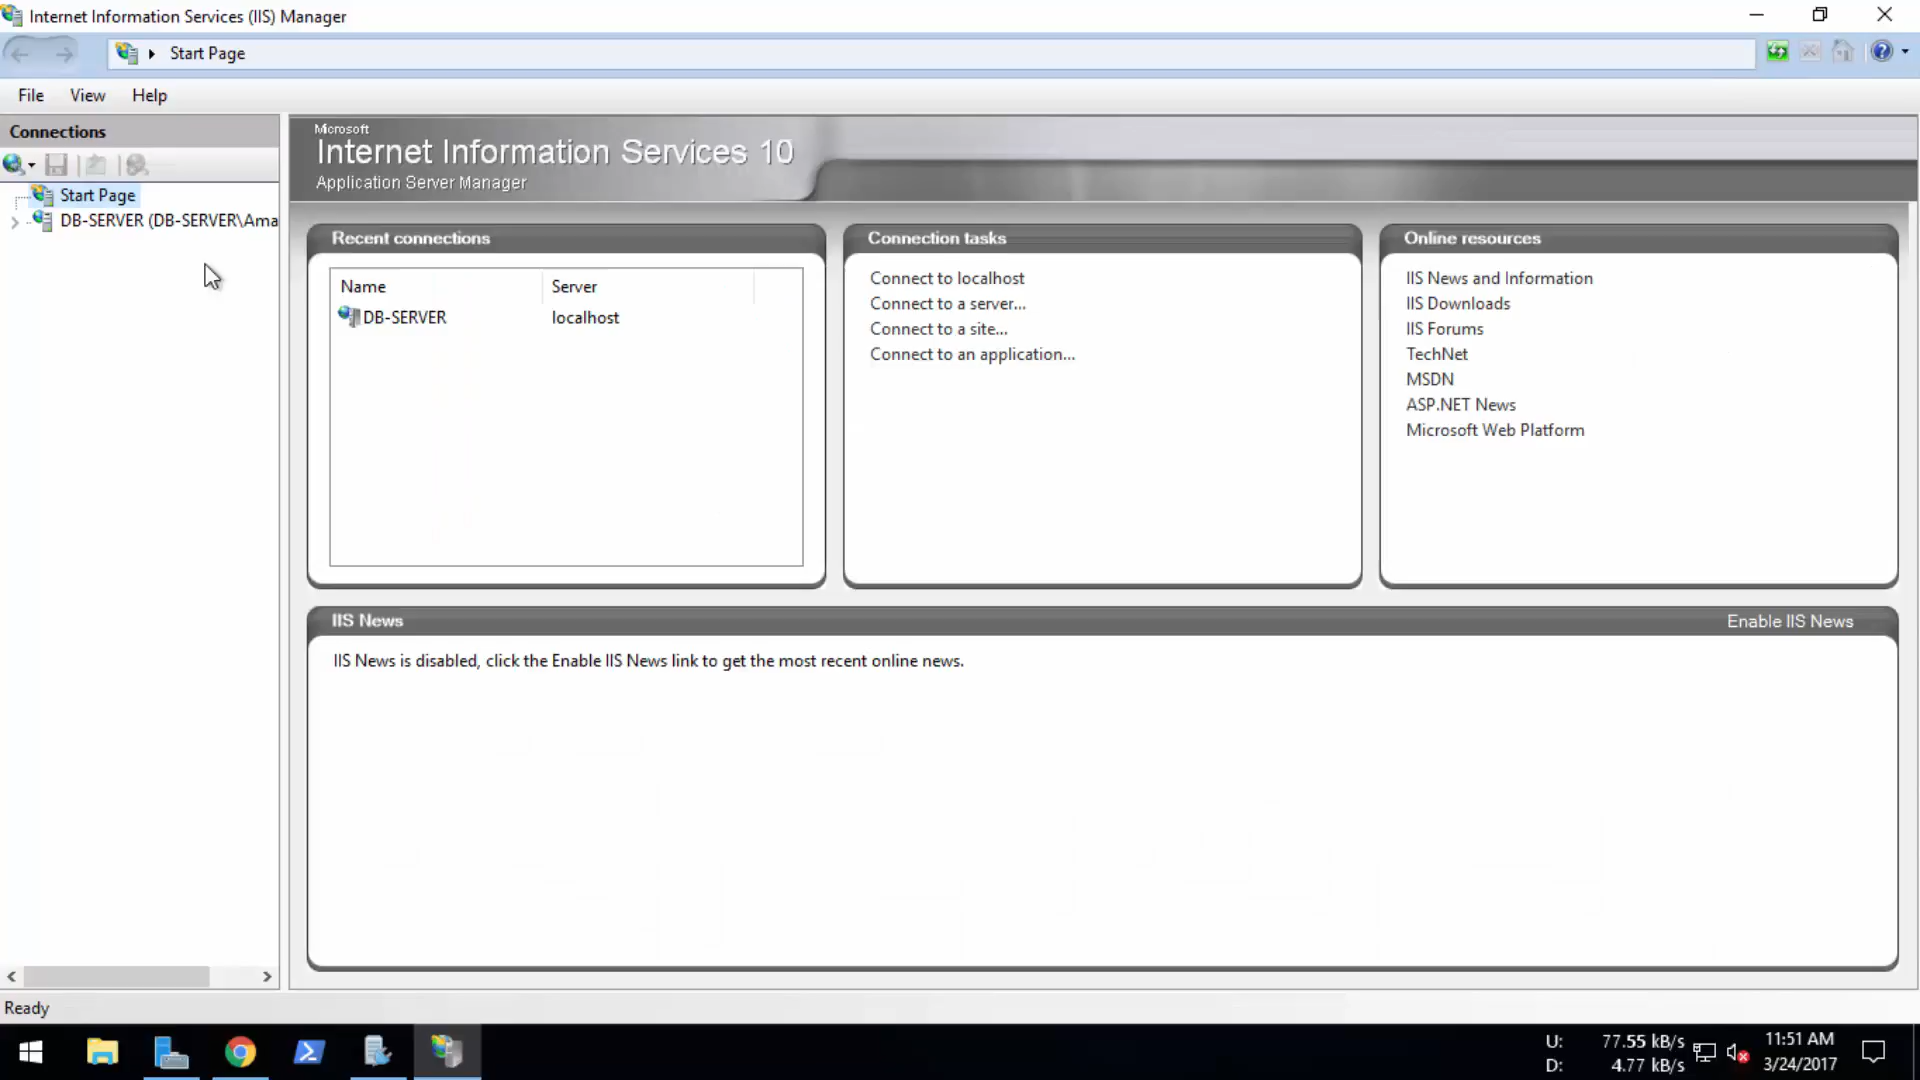 Internet Information Services (IIS) Manager
Start Page
File View Help
Connections
Start Page
DB-SERVER (DB-SERVER\Ama
Microsoft
Internet Information Services 10
Application Server Manager
Recent connections
Name Server
DB-SERVER localhost
Connection tasks
Connect to localhost
Connect to a server...
Connect to a site...
Connect to an application...
Online resources
IIS News and Information
IIS Downloads
IIS Forums
TechNet
MSDN
ASP.NET News
Microsoft Web Platform
IIS News
Enable IIS News
IIS News is disabled, click the Enable IIS News link to get the most recent online news.
Ready
U: 77.55 kB/s
D: 4.77 kB/s
11:51 AM
3/24/2017